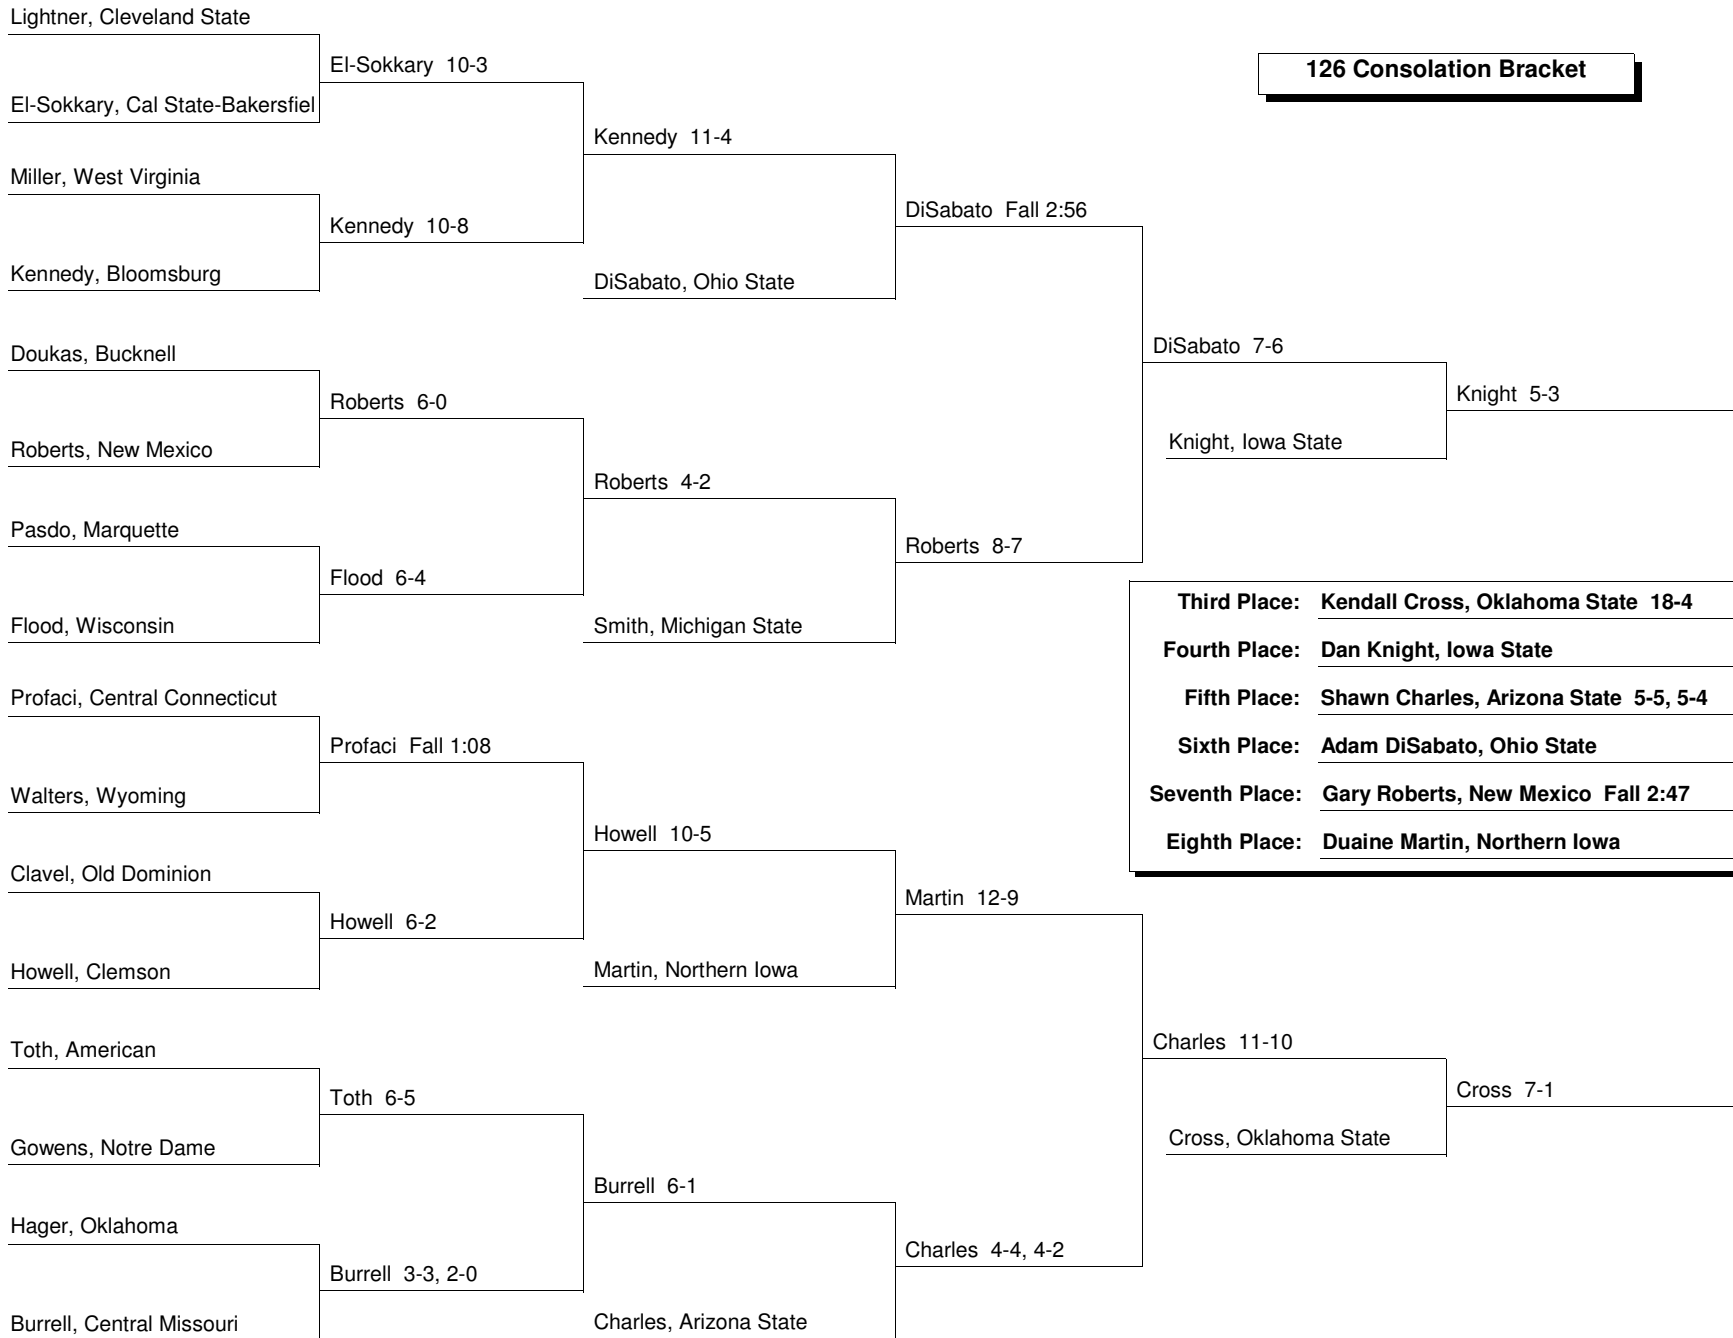 Lightner, Cleveland State
El-Sokkary 10-3
126 Consolation Bracket
El-Sokkary, Cal State-Bakersfiel
Kennedy 11-4
Miller, West Virginia
DiSabato Fall 2:56
Kennedy 10-8
Kennedy, Bloomsburg
DiSabato, Ohio State
Doukas, Bucknell
DiSabato 7-6
Roberts 6-0
Knight 5-3
Roberts, New Mexico
Knight, Iowa State
Roberts 4-2
Pasdo, Marquette
Roberts 8-7
Flood 6-4
Flood, Wisconsin
Smith, Michigan State
Third Place: Kendall Cross, Oklahoma State 18-4
Fourth Place: Dan Knight, Iowa State
Fifth Place: Shawn Charles, Arizona State 5-5, 5-4
Sixth Place: Adam DiSabato, Ohio State
Seventh Place: Gary Roberts, New Mexico Fall 2:47
Eighth Place: Duaine Martin, Northern Iowa
Profaci, Central Connecticut
Profaci Fall 1:08
Walters, Wyoming
Howell 10-5
Clavel, Old Dominion
Martin 12-9
Howell 6-2
Howell, Clemson
Martin, Northern Iowa
Toth, American
Charles 11-10
Toth 6-5
Cross 7-1
Gowens, Notre Dame
Cross, Oklahoma State
Burrell 6-1
Hager, Oklahoma
Charles 4-4, 4-2
Burrell 3-3, 2-0
Burrell, Central Missouri
Charles, Arizona State